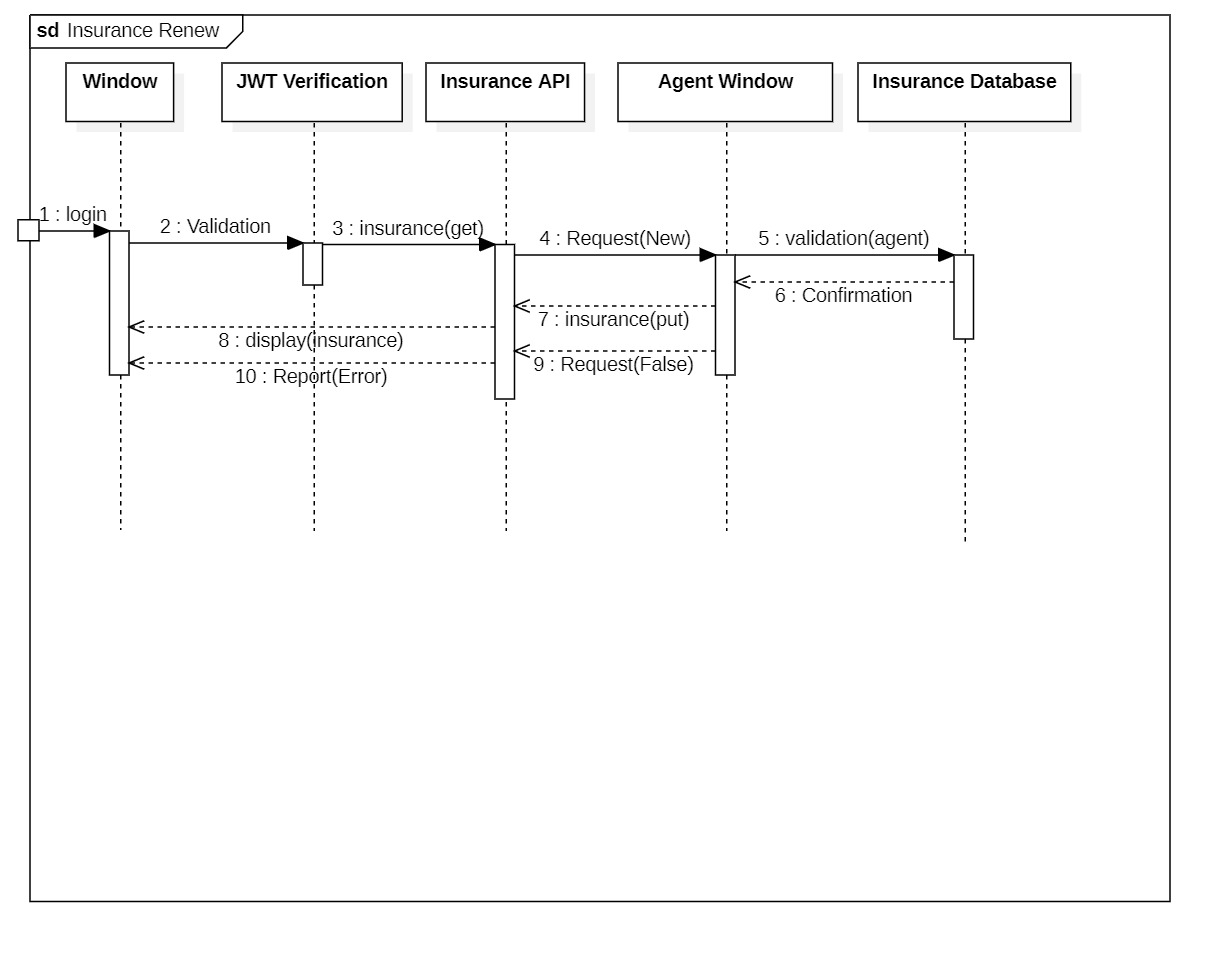 sd Insurance Renew
Window
JWT Verification
Insurance API
Agent Window
Insurance Database
1 : login
2 : Validation
3 : insurance(get)
4 : Request(New)
5 : validation(agent)
6 : Confirmation
7 : insurance(put)
8 : display(insurance)
9 : Request(False)
10 : Report(Error)